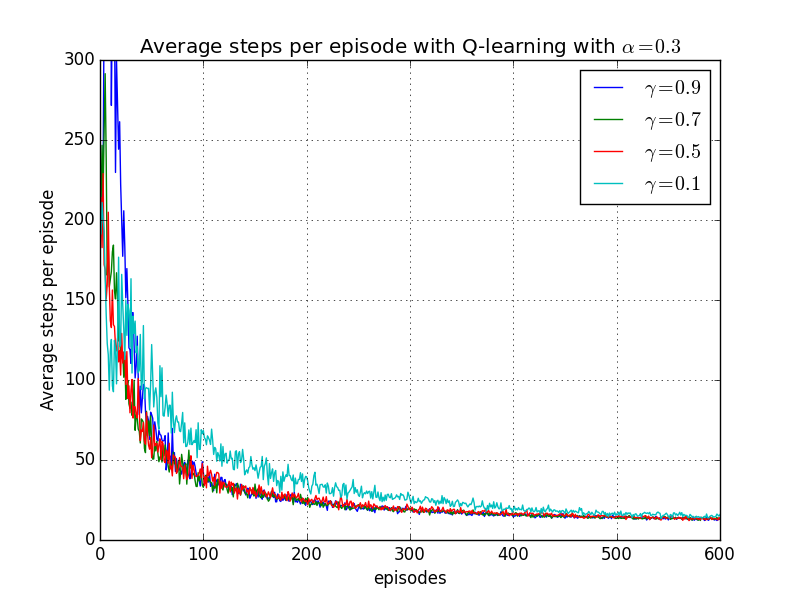 Average steps per episode with Q-learning with α=0.3
300
250
200
150
100
50
0
Average steps per episode
γ=0.9
γ=0.7
γ=0.5
γ=0.1
0 100 200 300 400 500 600
episodes